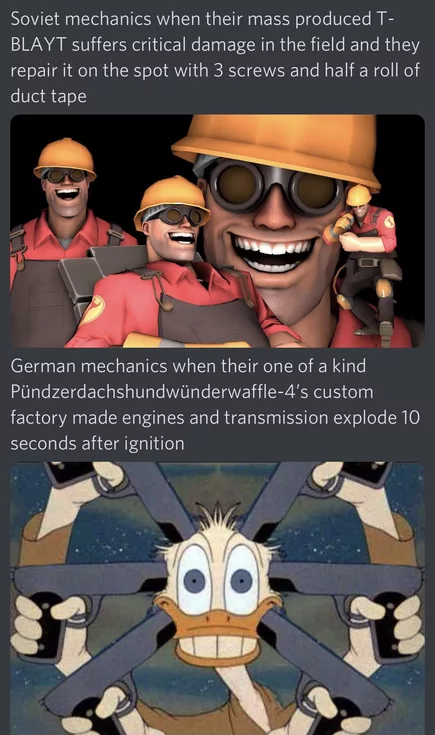 Soviet mechanics when their mass produced T-
BLAYT suffers critical damage in the field and they
repair it on the spot with 3 screws and half a roll of
duct tape
German mechanics when their one of a kind
Pündzerdachshundwünderwaffle-4's custom
factory made engines and transmission explode 10
seconds after ignition